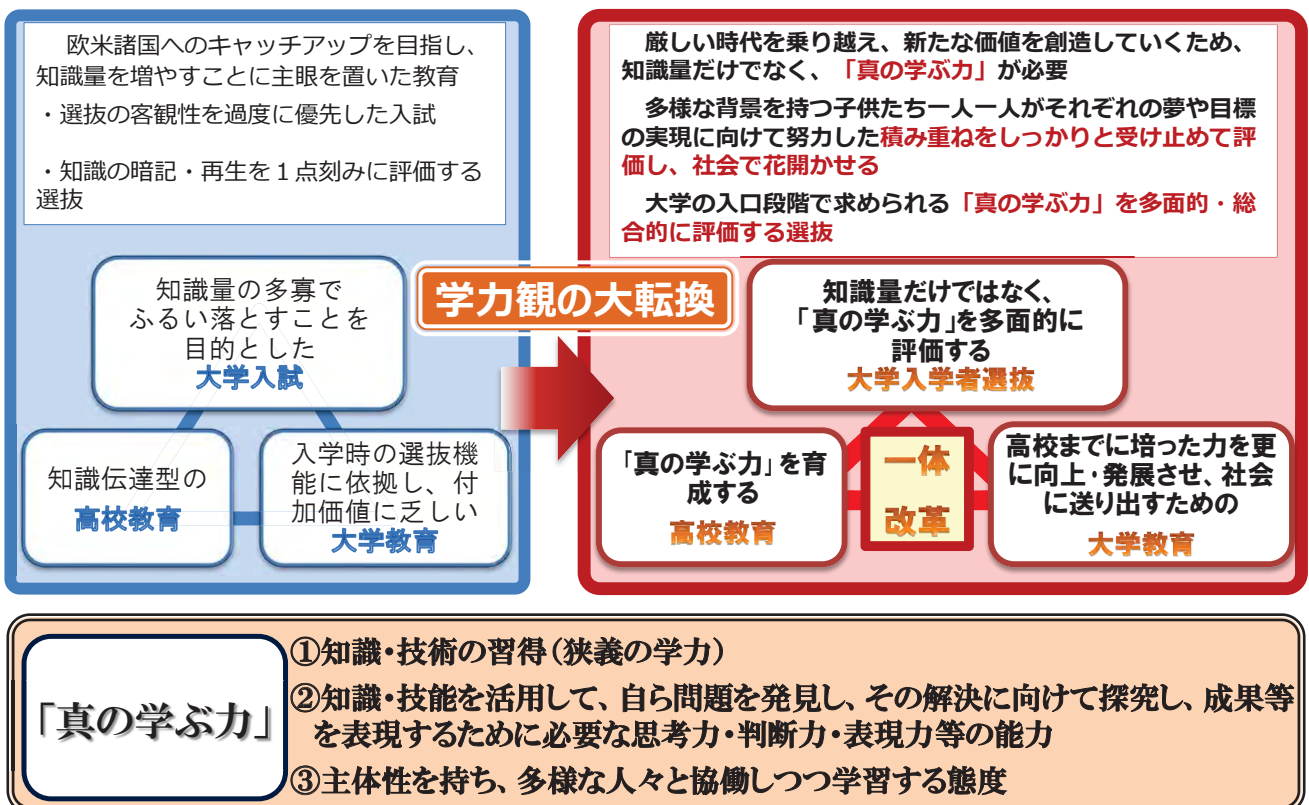 欧米諸国へのキャッチアップを目指し、
知識量を増やすことに主眼を置いた教育
・選抜の客観性を過度に優先した入試
・知識の暗記・再生を１点刻みに評価する
選抜
知識量の多寡で
ふるい落とすことを
目的とした
大学入試
知識伝達型の
高校教育
入学時の選抜機
能に依拠し、付
加価値に乏しい
大学教育
学力観の大転換
厳しい時代を乗り越え、新たな価値を創造していくため、
知識量だけでなく、「真の学ぶ力」が必要
多様な背景を持つ子供たち一人一人がそれぞれの夢や目標
の実現に向けて努力した積み重ねをしっかりと受け止めて評
価し、社会で花開かせる
大学の入口段階で求められる「真の学ぶ力」を多面的・総
合的に評価する選抜
知識量だけではなく、
「真の学ぶ力」を多面的に
評価する
大学入学者選抜
「真の学ぶ力」を育
成する
高校教育
一体
改革
高校までに培った力を更
に向上・発展させ、社会
に送り出すための
大学教育
「真の学ぶ力」
①知識・技術の習得（狭義の学力）
②知識・技能を活用して、自ら問題を発見し、その解決に向けて探究し、成果等
を表現するために必要な思考力・判断力・表現力等の能力
③主体性を持ち、多様な人々と協働しつつ学習する態度